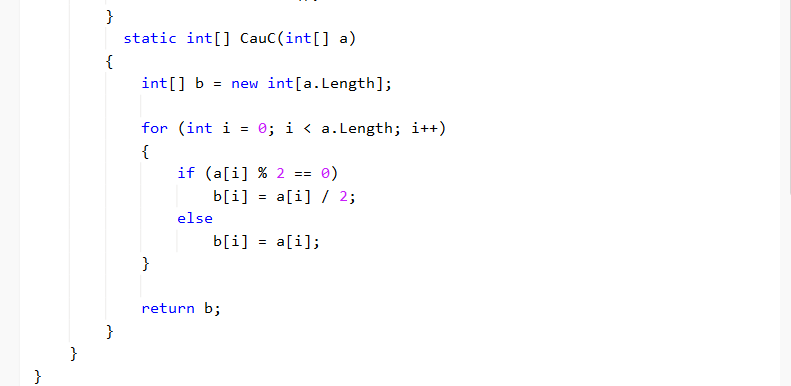 }
static int[] CauC(int[] a)
{
int[] b = new int[a.Length];
for (int i = 0; i < a.Length; i++)
{
if (a[i] % 2 == 0)
b[i] = a[i] / 2;
else
b[i] = a[i];
}
return b;
}
}
}